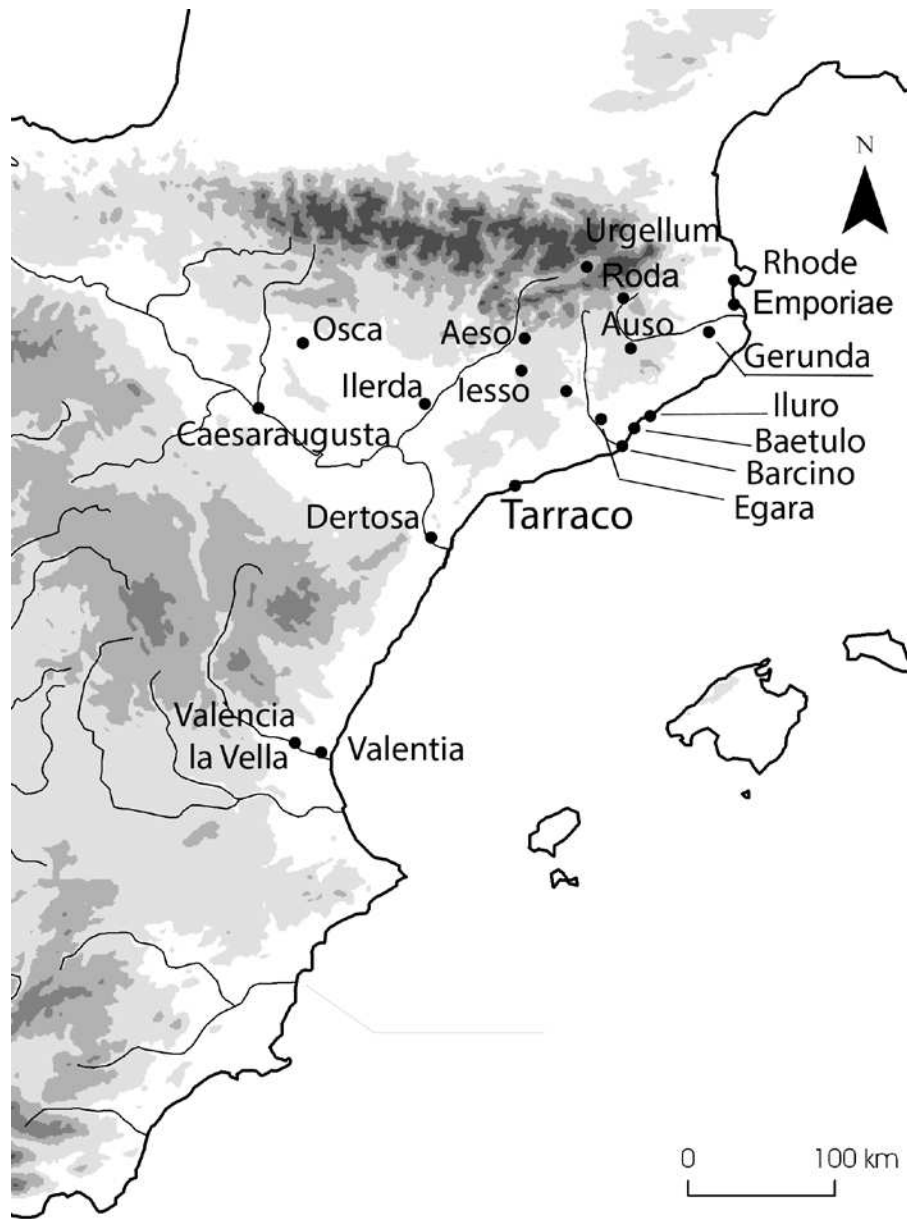 N
Urgellum
Rhode
Roda
Emporiae
Osca
Aeso
Auso
Gerunda
Ilerda
Iesso
Iluro
Caesaraugusta
Baetulo
Barcino
Egara
Tarraco
Dertosa
València
la Vella
Valentia
0 100 km